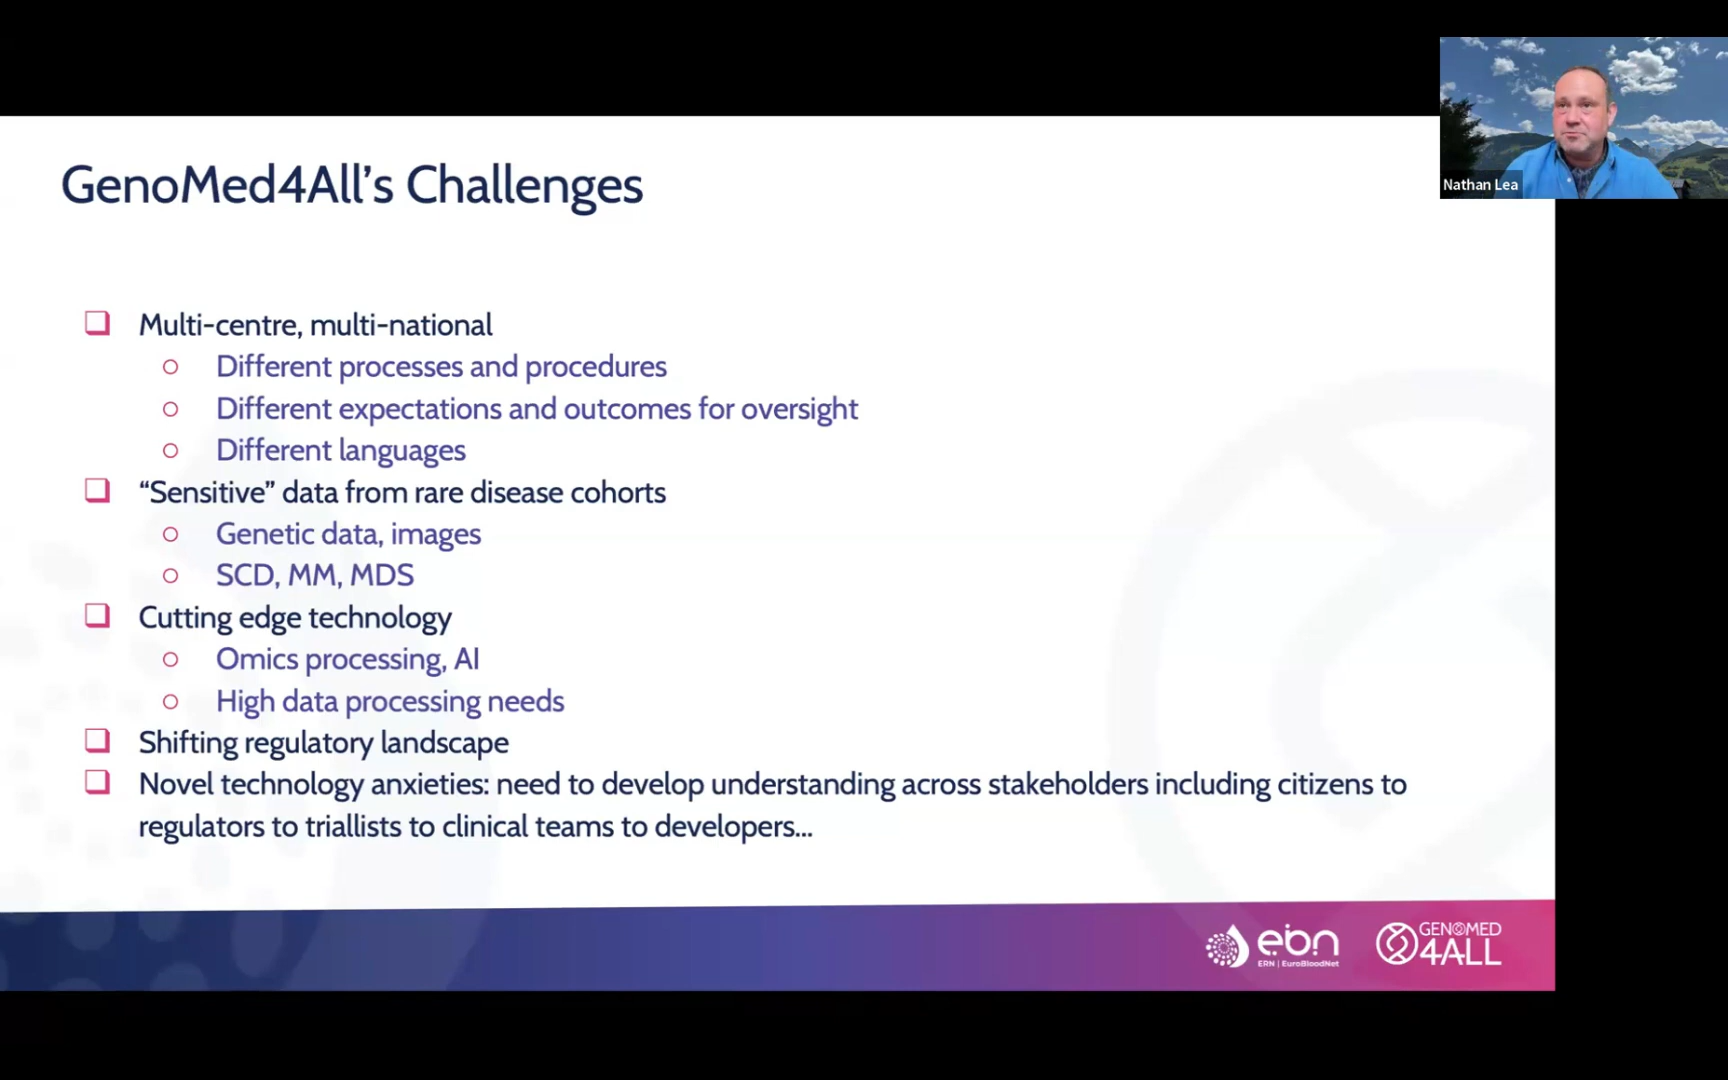 Nathan Lea
GenoMed4All’s Challenges
Multi-centre, multi-national
Different processes and procedures
Different expectations and outcomes for oversight
Different languages
“Sensitive” data from rare disease cohorts
Genetic data, images
SCD, MM, MDS
Cutting edge technology
Omics processing, AI
High data processing needs
Shifting regulatory landscape
Novel technology anxieties: need to develop understanding across stakeholders including citizens to
regulators to triallists to clinical teams to developers...
ebn
ERN | EuroBloodNet
GENOMED
4ALL